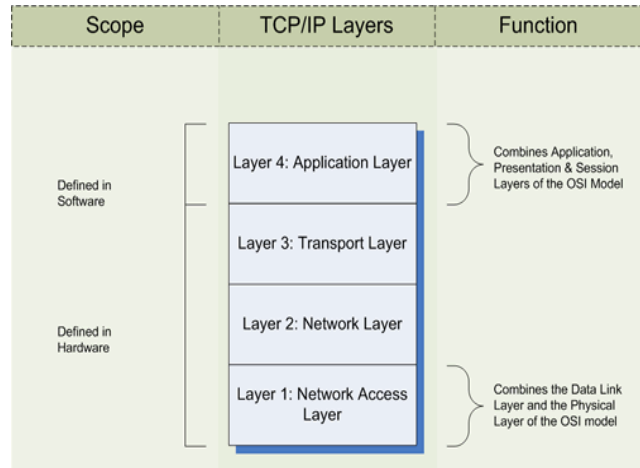 Scope
TCP/IP Layers
Function
Defined in
Software
Defined in
Hardware
Layer 4: Application Layer
Layer 3: Transport Layer
Layer 2: Network Layer
Layer 1: Network Access
Layer
Combines Application,
Presentation & Session
Layers of the OSI Model
Combines the Data Link
Layer and the Physical
Layer of the OSI model